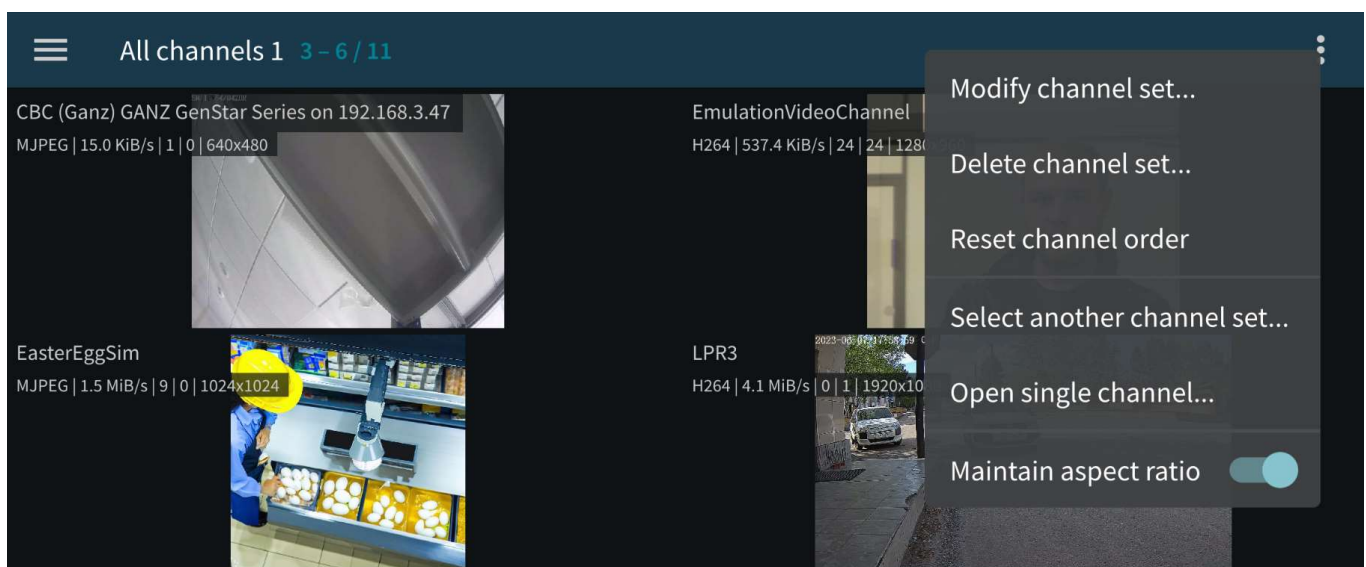 All channels 1 3 – 6 / 11
CBC (Ganz) GANZ GenStar Series on 192.168.3.47
MJPEG | 15.0 KiB/s | 1 | 0 | 640x480
EmulationVideoChannel
H264 | 537.4 KiB/s | 24 | 24 |
EasterEggSim
MJPEG | 1.5 MiB/s | 9 | 0 | 1024x1024
LPR3
H264 | 4.1 MiB/s | 0 | 1 |
Modify channel set...
Delete channel set...
Reset channel order
Select another channel set...
Open single channel...
Maintain aspect ratio